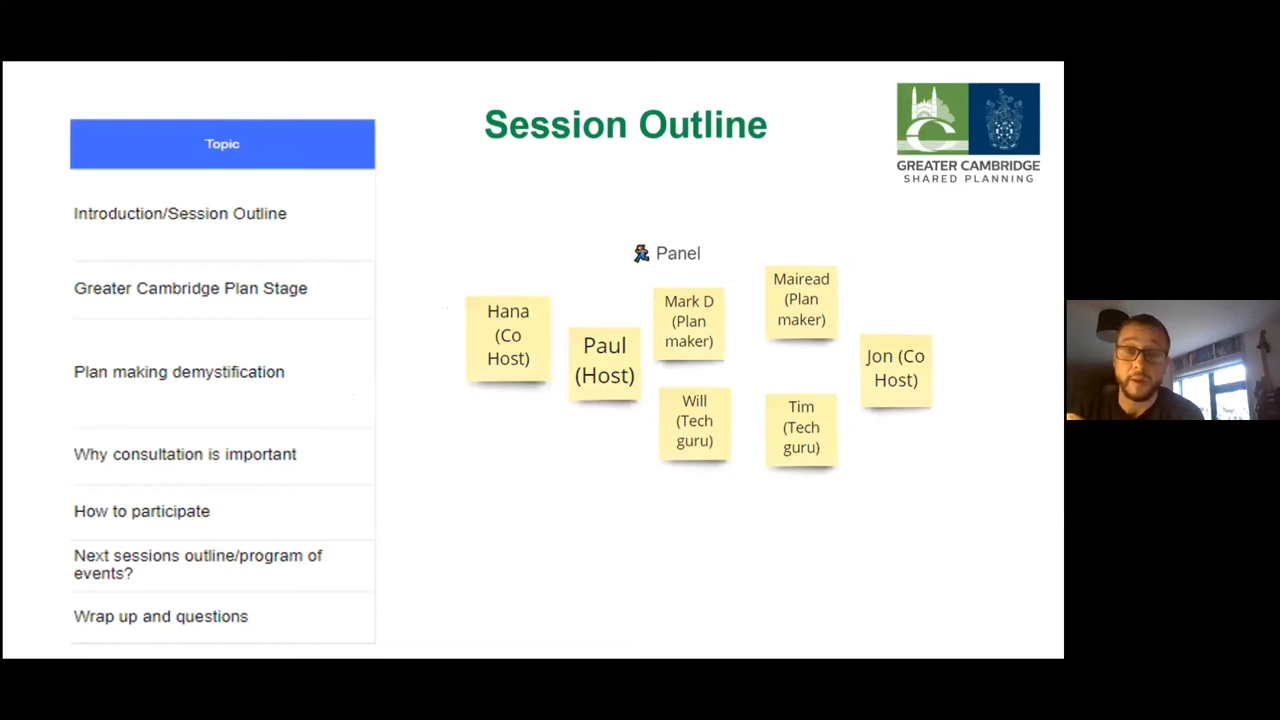 Session Outline
GREATER CAMBRIDGE
SHARED PLANNING
Topic
Introduction/Session Outline
Greater Cambridge Plan Stage
Plan making demystification
Why consultation is important
How to participate
Next sessions outline/program of
events?
Wrap up and questions
Panel
Hana
(Co
Host)
Paul
(Host)
Mark D
(Plan
maker)
Mairead
(Plan
maker)
Will
(Tech
guru)
Tim
(Tech
guru)
Jon (Co
Host)